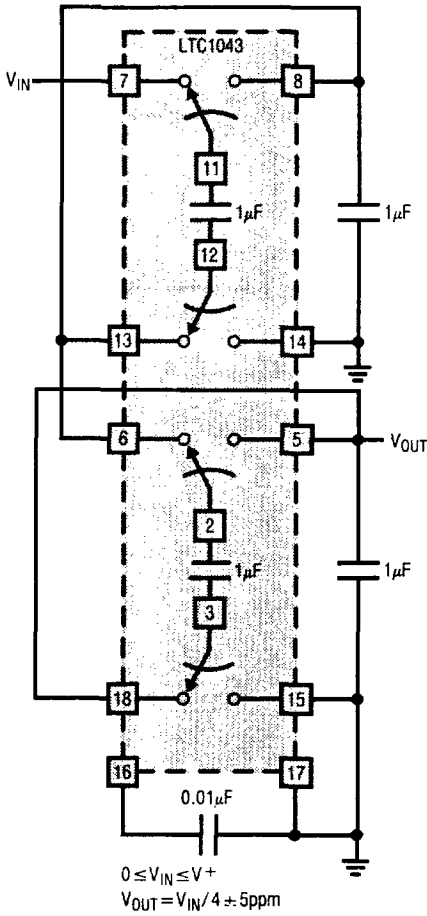 LTC1043
V_IN 7 8
11
1μF 1μF
12
13 14
6 5 V_OUT
2
1μF 1μF
3
18 15
16 17
0.01μF
0 ≤ V_IN ≤ V+
V_OUT = V_IN/4 ± 5ppm